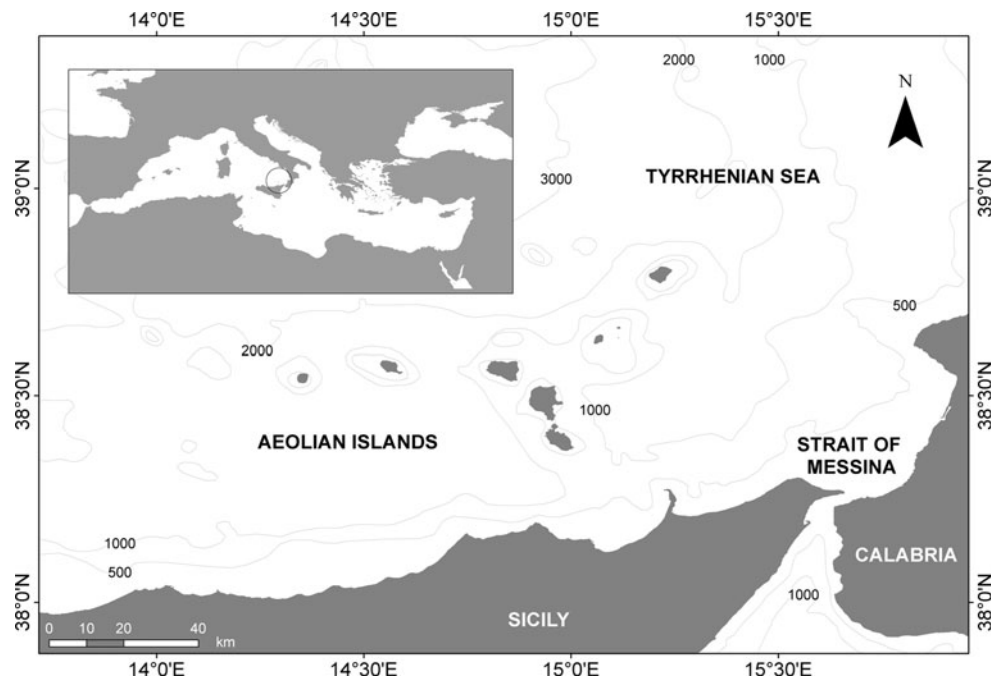 14°0'E 14°30'E 15°0'E 15°30'E
2000 1000
N
3000
TYRRHENIAN SEA
39°0'N 39°0'N
500
2000
38°30'N 38°30'N
1000
AEOLIAN ISLANDS
STRAIT OF
MESSINA
1000
500
CALABRIA
1000
38°0'N 38°0'N
SICILY
0 10 20 40
km
14°0'E 14°30'E 15°0'E 15°30'E